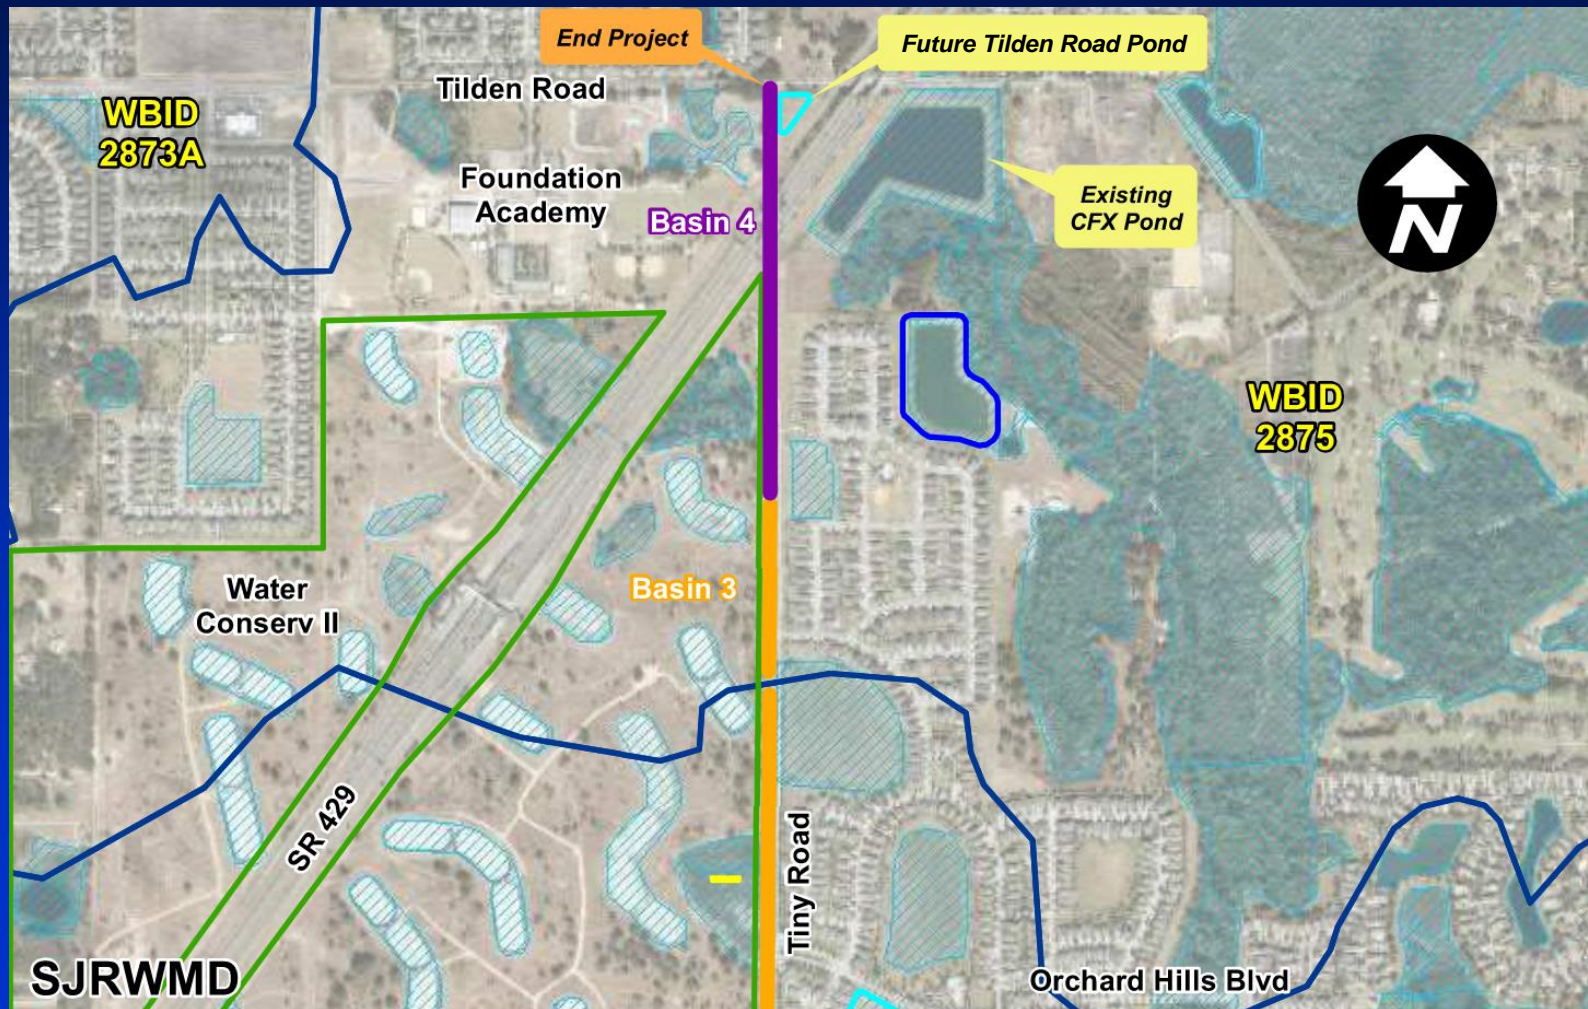 End Project
Future Tilden Road Pond
Tilden Road
WBID
2873A
Foundation
Academy
Existing
CFX Pond
Basin 4
N
WBID
2875
Water
Conserv II
Basin 3
SR 429
Tiny Road
SJRWMD
Orchard Hills Blvd